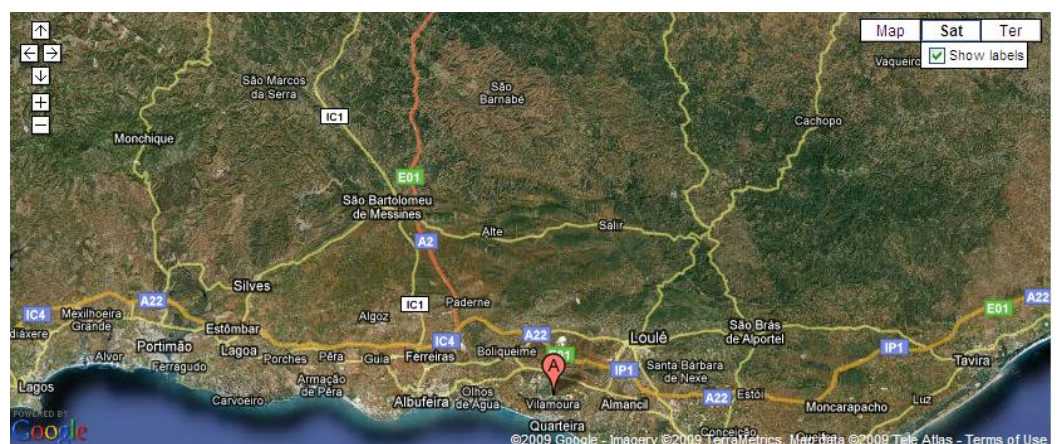 Map Sat Ter
Show labels
Vaqueiro
São Marcos
da Serra
São
Barnabé
IC1
Cachopo
Monchique
E01
São Bartolomeu
de Messines
Alte
Salir
A2
Silves
A22
IC4
Mexilhoeira
Grande
diáxere
IC1
Paderne
Algoz
E01
A22
Estômbar
Portimão
Alvor
Ferragudo
Lagoa
Porches
Pêra
Guia
Ferreiras
IC4
Boliqueime
A22
Loulé
São Brás
de Alportel
IP1
Tavira
Santa Bárbara
de Nexe
IP1
A
Lagos
Carvoeiro
Armação
de Pêra
Albufeira
Olhos
de Água
Vilamoura
Quarteira
Almancil
A22
Estói
Moncarapacho
Luz
Conceição
POWERED BY
Google
©2009 Google - Imagery ©2009 TerraMetrics, Map data ©2009 Tele Atlas - Terms of Use